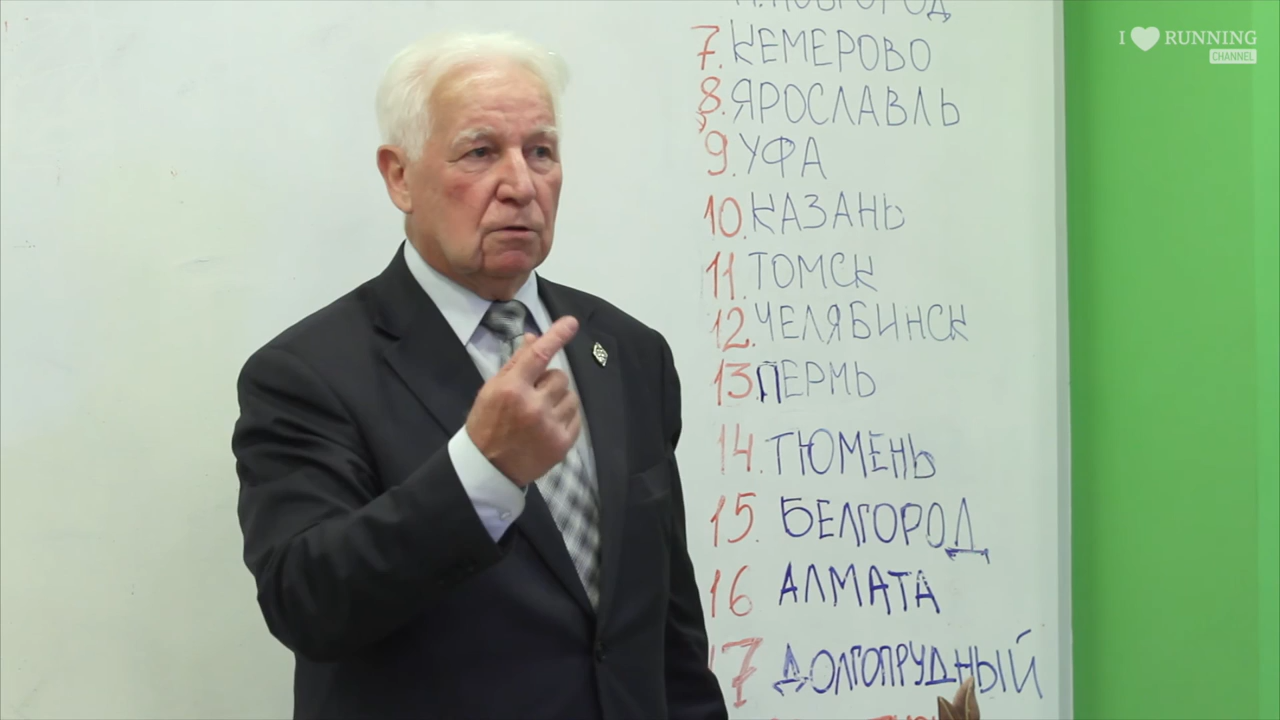 Н.НОВГОРОД
I RUNNING
CHANNEL
7. КЕМЕРОВО
8. ЯРОСЛАВЛЬ
9. УФА
10. КАЗАНЬ
11. ТОМСК
12. ЧЕЛЯБИНСК
13. ПЕРМЬ
14. ТЮМЕНЬ
15. БЕЛГОРОД
16 АЛМАТА
17 ДОЛГОПРУДНЫЙ